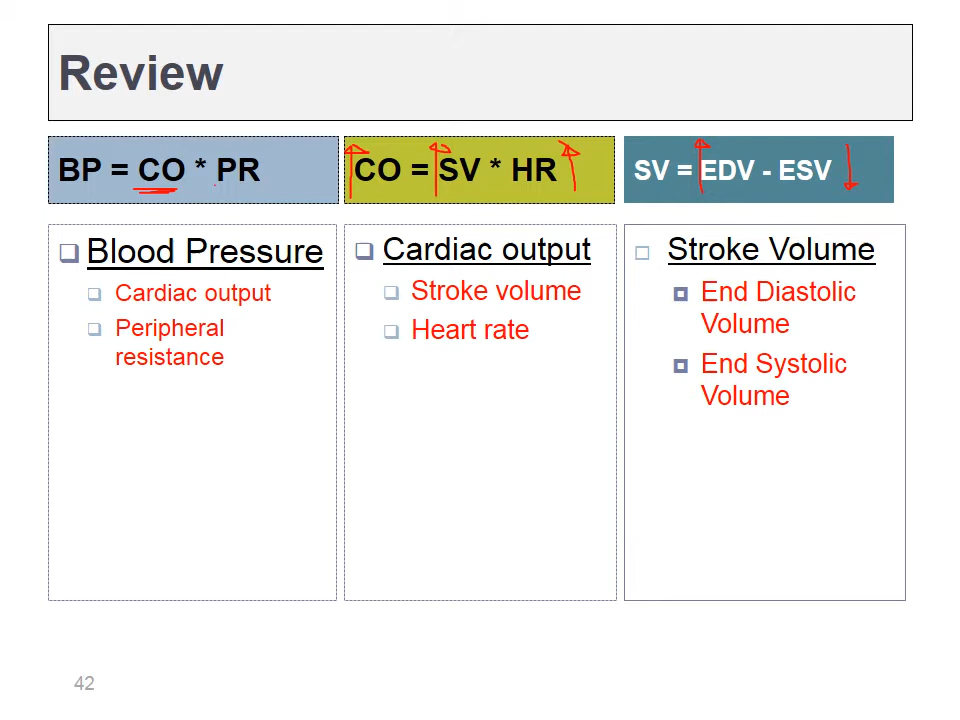 Review
BP = CO * PR
CO = SV * HR
SV = EDV - ESV
Blood Pressure
Cardiac output
Peripheral
resistance
Cardiac output
Stroke volume
Heart rate
Stroke Volume
End Diastolic
Volume
End Systolic
Volume
42